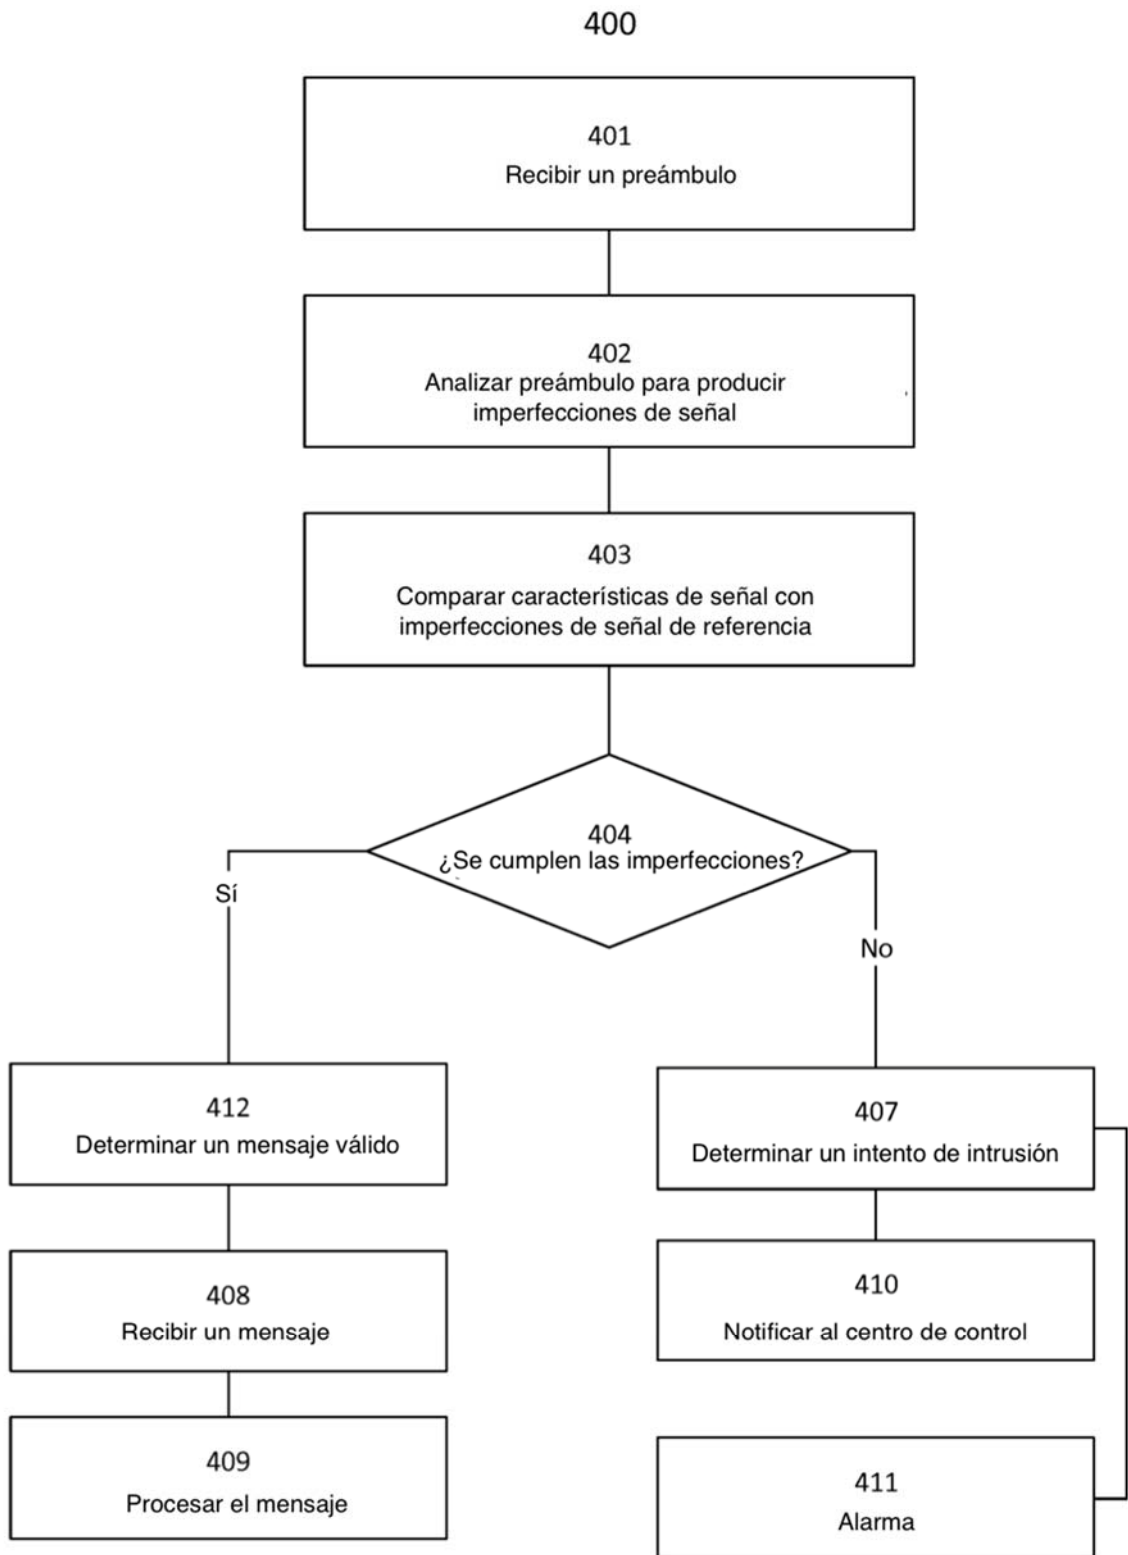 400
401
Recibir un preámbulo
402
Analizar preámbulo para producir
imperfecciones de señal
403
Comparar características de señal con
imperfecciones de señal de referencia
404
¿Se cumplen las imperfecciones?
Sí
No
412
Determinar un mensaje válido
407
Determinar un intento de intrusión
408
Recibir un mensaje
410
Notificar al centro de control
409
Procesar el mensaje
411
Alarma